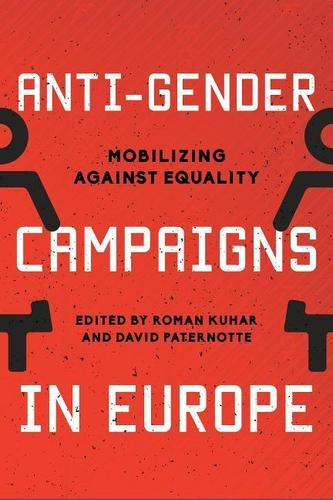 ANTI-GENDER
MOBILIZING
AGAINST EQUALITY
CAMPAIGNS
EDITED BY ROMAN KUHAR
AND DAVID PATERNOTTE
IN EUROPE